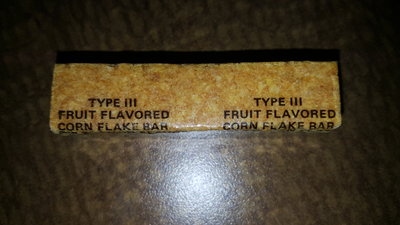 TYPE III
FRUIT FLAVORED
CORN FLAKE BAR
TYPE III
FRUIT FLAVORED
CORN FLAKE BAR